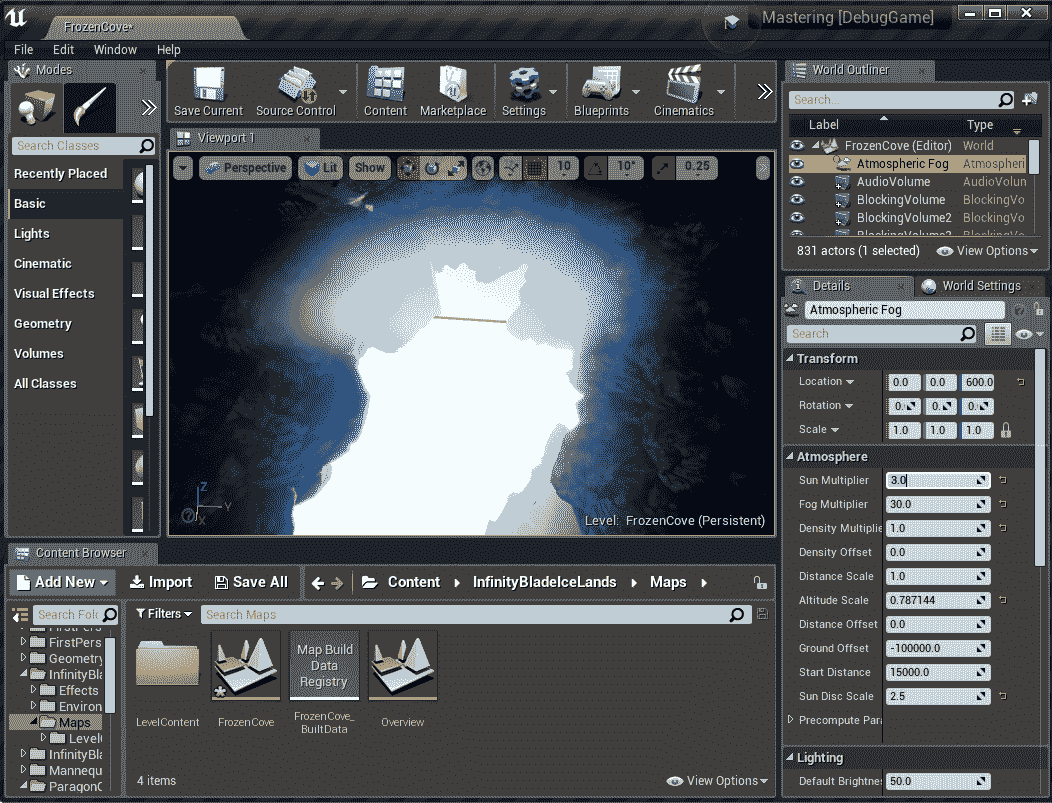 FrozenCove*
Mastering [DebugGame]
File Edit Window Help
Modes
Search Classes
Recently Placed
Basic
Lights
Cinematic
Visual Effects
Geometry
Volumes
All Classes
Save Current Source Control Content Marketplace Settings Blueprints Cinematics
Viewport 1
Perspective Lit Show 10 10° 0.25
Z
Y
X
Level: FrozenCove (Persistent)
World Outliner
Search...
Label Type
FrozenCove (Editor) World
Atmospheric Fog Atmospheri
AudioVolume AudioVolun
BlockingVolume BlockingVo
BlockingVolume2 BlockingVo
831 actors (1 selected) View Options
Details World Settings
Atmospheric Fog
Search
Transform
Location 0.0 0.0 600.0
Rotation 0. 0. 0.
Scale 1.0 1.0 1.0
Atmosphere
Sun Multiplier 3.0
Fog Multiplier 30.0
Density Multiplie 1.0
Density Offset 0.0
Distance Scale 1.0
Altitude Scale 0.787144
Distance Offset 0.0
Ground Offset -100000.0
Start Distance 15000.0
Sun Disc Scale 2.5
Precompute Para
Lighting
Default Brightnes 50.0
Content Browser
Add New Import Save All Content InfinityBladeIceLands Maps
Search Fold
FirstPers
Geometry
InfinityBla
Effects
Environ
Maps
Level
InfinityBla
Mannequ
ParagonC
Filters Search Maps
Map Build
Data
Registry
LevelContent FrozenCove FrozenCove_
BuiltData Overview
4 items View Options